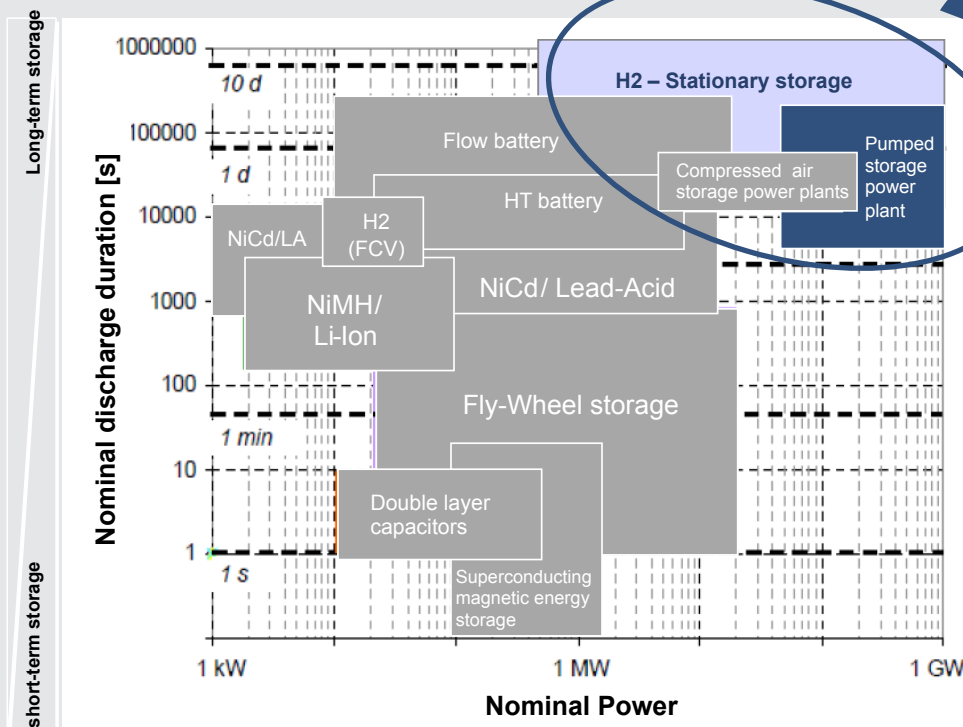 Long-term storage
short-term storage
Nominal discharge duration [s]
1000000
100000
10000
1000
100
10
1
10 d
1 d
1 min
1 s
H2 – Stationary storage
Flow battery
Pumped
storage
power
plant
Compressed air
storage power plants
HT battery
H2
(FCV)
NiCd/LA
NiCd/ Lead-Acid
NiMH/
Li-Ion
Fly-Wheel storage
Double layer
capacitors
Superconducting
magnetic energy
storage
1 kW
1 MW
1 GW
Nominal Power